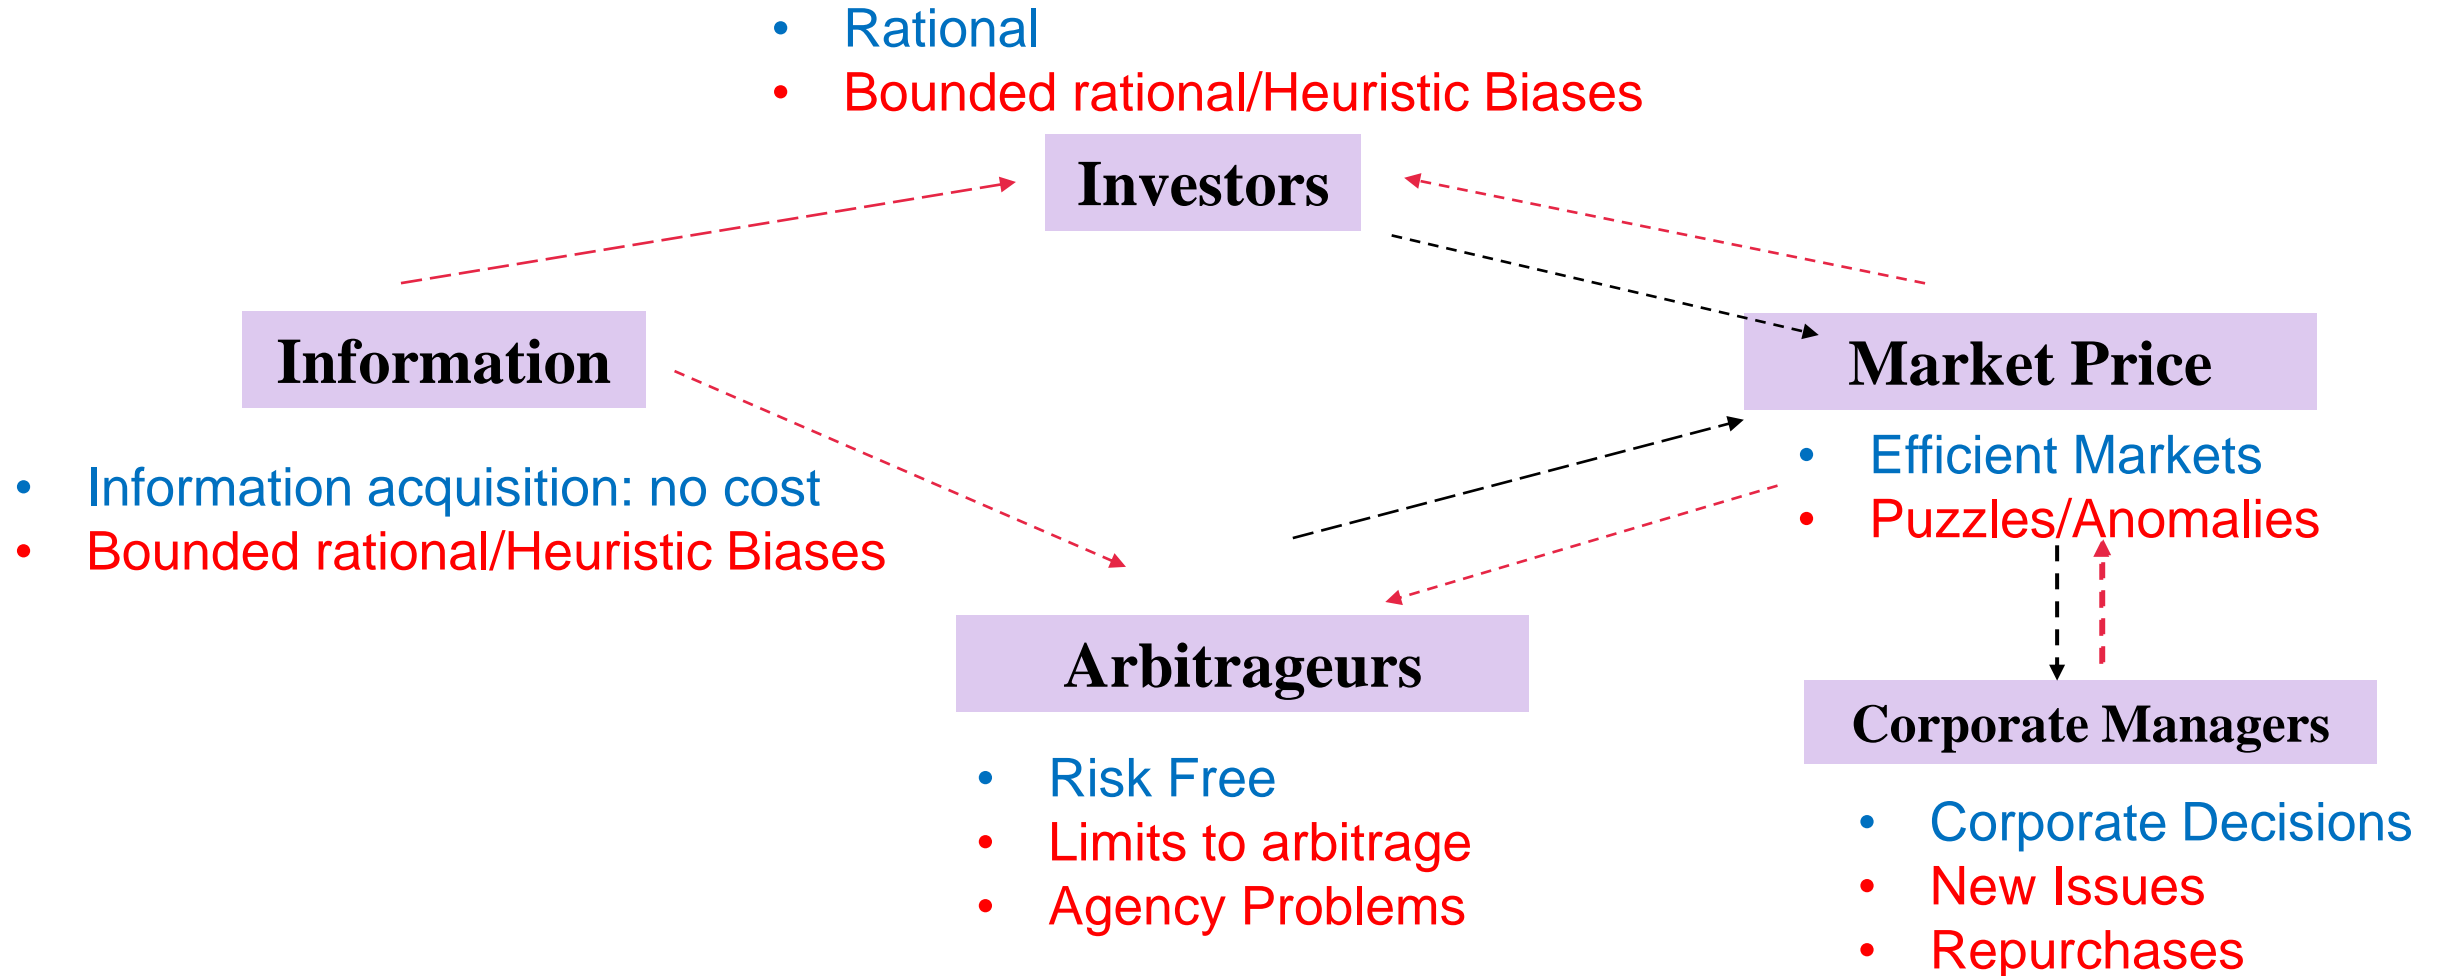 • Rational
• Bounded rational/Heuristic Biases
Investors
Information
• Information acquisition: no cost
• Bounded rational/Heuristic Biases
Market Price
• Efficient Markets
• Puzzles/Anomalies
Arbitrageurs
• Risk Free
• Limits to arbitrage
• Agency Problems
Corporate Managers
• Corporate Decisions
• New Issues
• Repurchases